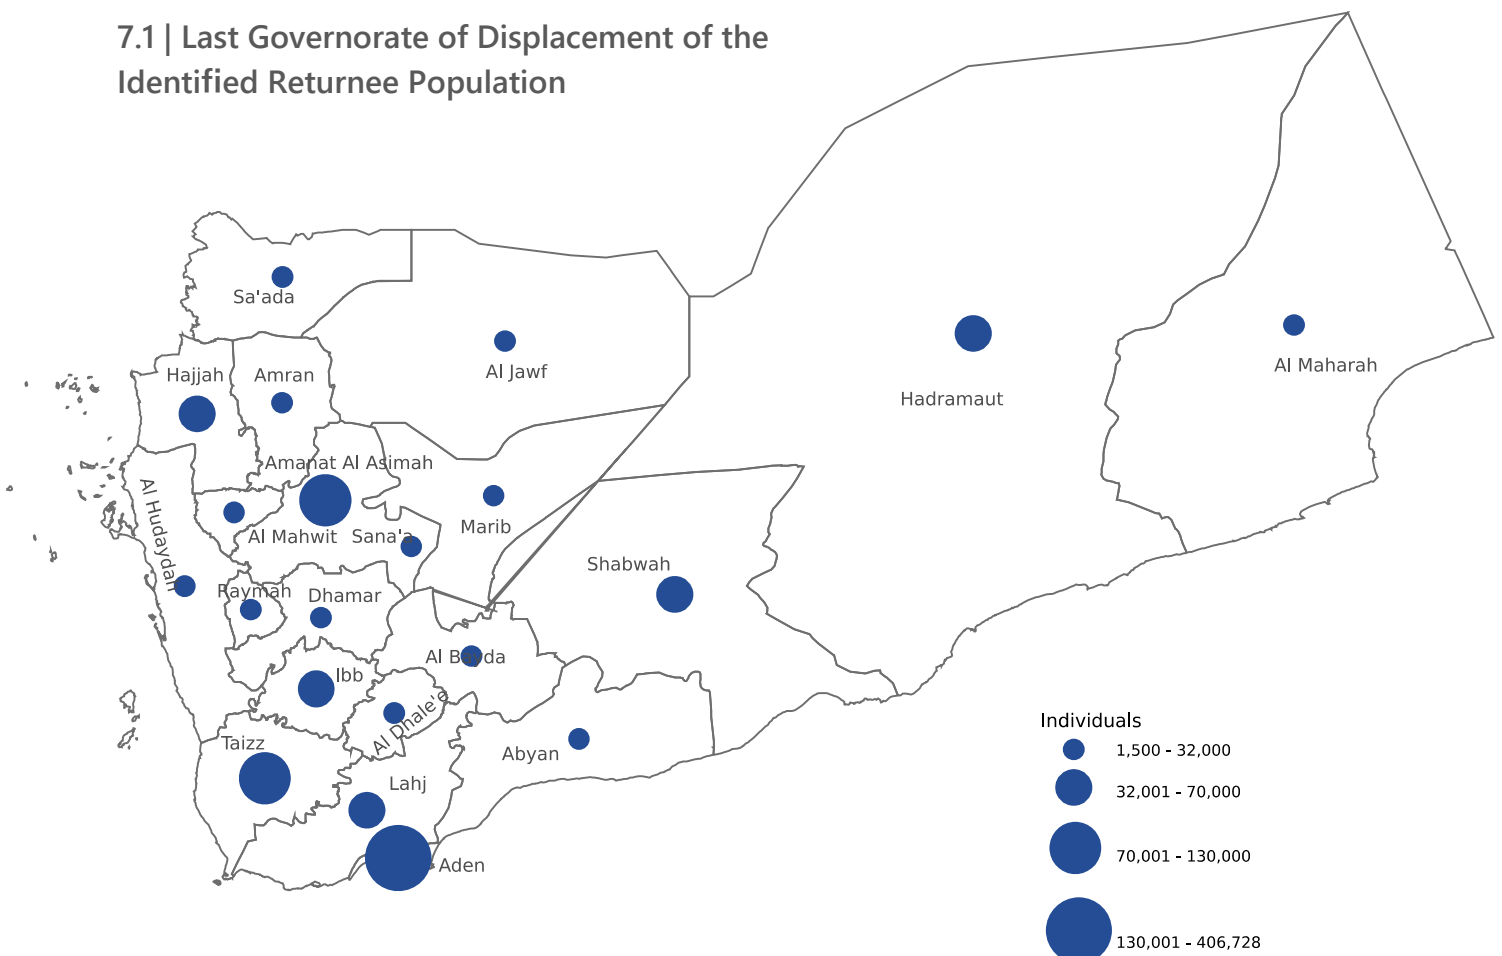 7.1 | Last Governorate of Displacement of the
Identified Returnee Population
Sa'ada
Al Jawf
Al Maharah
Hajjah
Amran
Hadramaut
Amanat Al Asimah
Al Hudaydah
Marib
Al Mahwit
Sana'a
Shabwah
Raymah
Dhamar
Al Bayda
Ibb
Al Dhale'e
Taizz
Abyan
Lahj
Aden
Individuals
1,500 - 32,000
32,001 - 70,000
70,001 - 130,000
130,001 - 406,728